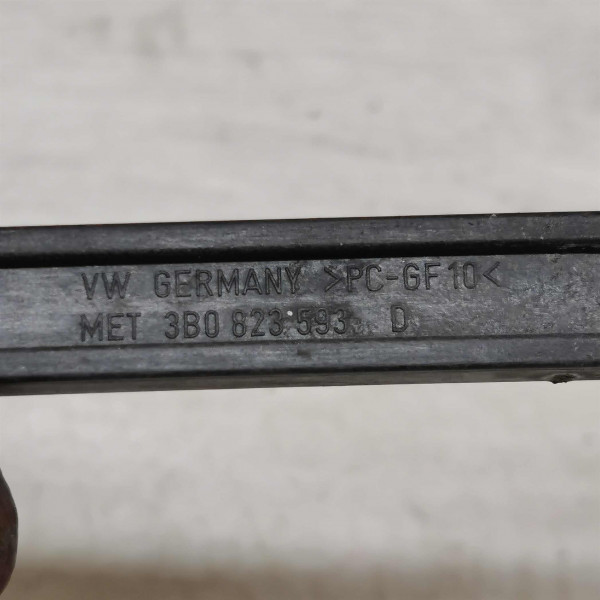 VW GERMANY >PC-GF10<
MET 3B0 823 593 D